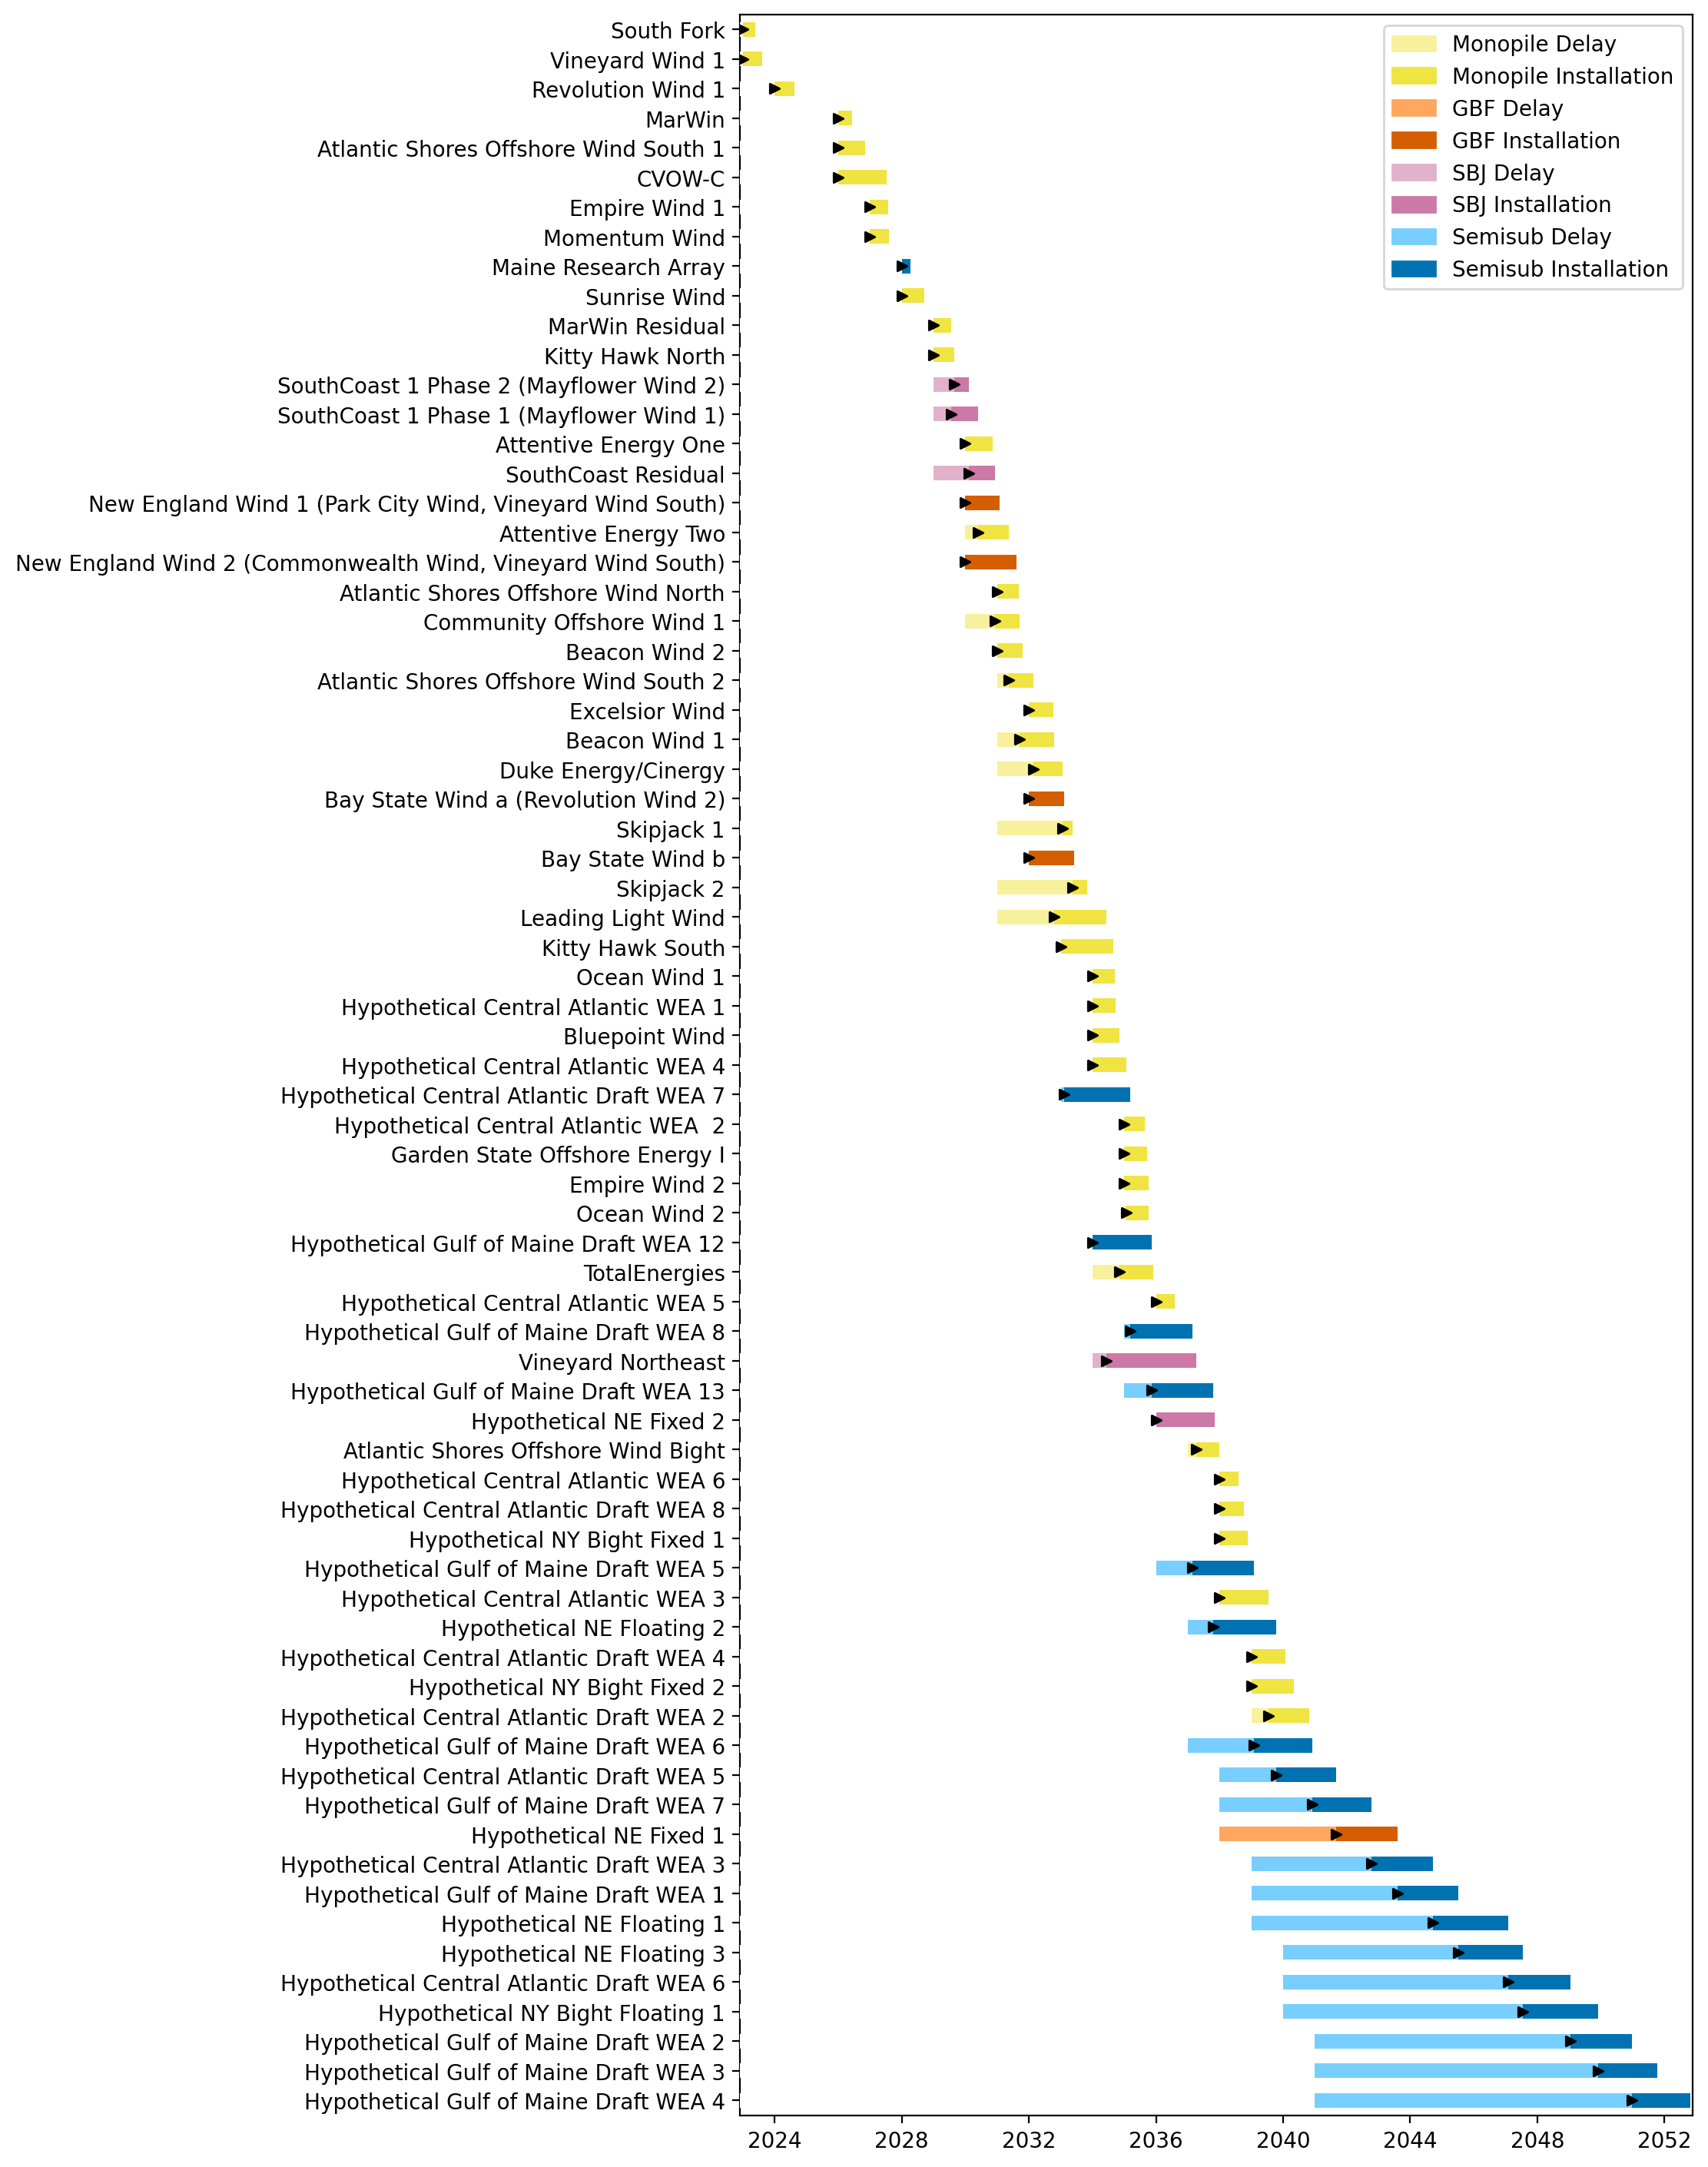 South Fork
Vineyard Wind 1
Revolution Wind 1
MarWin
Atlantic Shores Offshore Wind South 1
CVOW-C
Empire Wind 1
Momentum Wind
Maine Research Array
Sunrise Wind
MarWin Residual
Kitty Hawk North
SouthCoast 1 Phase 2 (Mayflower Wind 2)
SouthCoast 1 Phase 1 (Mayflower Wind 1)
Attentive Energy One
SouthCoast Residual
New England Wind 1 (Park City Wind, Vineyard Wind South)
Attentive Energy Two
New England Wind 2 (Commonwealth Wind, Vineyard Wind South)
Atlantic Shores Offshore Wind North
Community Offshore Wind 1
Beacon Wind 2
Atlantic Shores Offshore Wind South 2
Excelsior Wind
Beacon Wind 1
Duke Energy/Cinergy
Bay State Wind a (Revolution Wind 2)
Skipjack 1
Bay State Wind b
Skipjack 2
Leading Light Wind
Kitty Hawk South
Ocean Wind 1
Hypothetical Central Atlantic WEA 1
Bluepoint Wind
Hypothetical Central Atlantic WEA 4
Hypothetical Central Atlantic Draft WEA 7
Hypothetical Central Atlantic WEA  2
Garden State Offshore Energy I
Empire Wind 2
Ocean Wind 2
Hypothetical Gulf of Maine Draft WEA 12
TotalEnergies
Hypothetical Central Atlantic WEA 5
Hypothetical Gulf of Maine Draft WEA 8
Vineyard Northeast
Hypothetical Gulf of Maine Draft WEA 13
Hypothetical NE Fixed 2
Atlantic Shores Offshore Wind Bight
Hypothetical Central Atlantic WEA 6
Hypothetical Central Atlantic Draft WEA 8
Hypothetical NY Bight Fixed 1
Hypothetical Gulf of Maine Draft WEA 5
Hypothetical Central Atlantic WEA 3
Hypothetical NE Floating 2
Hypothetical Central Atlantic Draft WEA 4
Hypothetical NY Bight Fixed 2
Hypothetical Central Atlantic Draft WEA 2
Hypothetical Gulf of Maine Draft WEA 6
Hypothetical Central Atlantic Draft WEA 5
Hypothetical Gulf of Maine Draft WEA 7
Hypothetical NE Fixed 1
Hypothetical Central Atlantic Draft WEA 3
Hypothetical Gulf of Maine Draft WEA 1
Hypothetical NE Floating 1
Hypothetical NE Floating 3
Hypothetical Central Atlantic Draft WEA 6
Hypothetical NY Bight Floating 1
Hypothetical Gulf of Maine Draft WEA 2
Hypothetical Gulf of Maine Draft WEA 3
Hypothetical Gulf of Maine Draft WEA 4
Monopile Delay
Monopile Installation
GBF Delay
GBF Installation
SBJ Delay
SBJ Installation
Semisub Delay
Semisub Installation
2024 2028 2032 2036 2040 2044 2048 2052